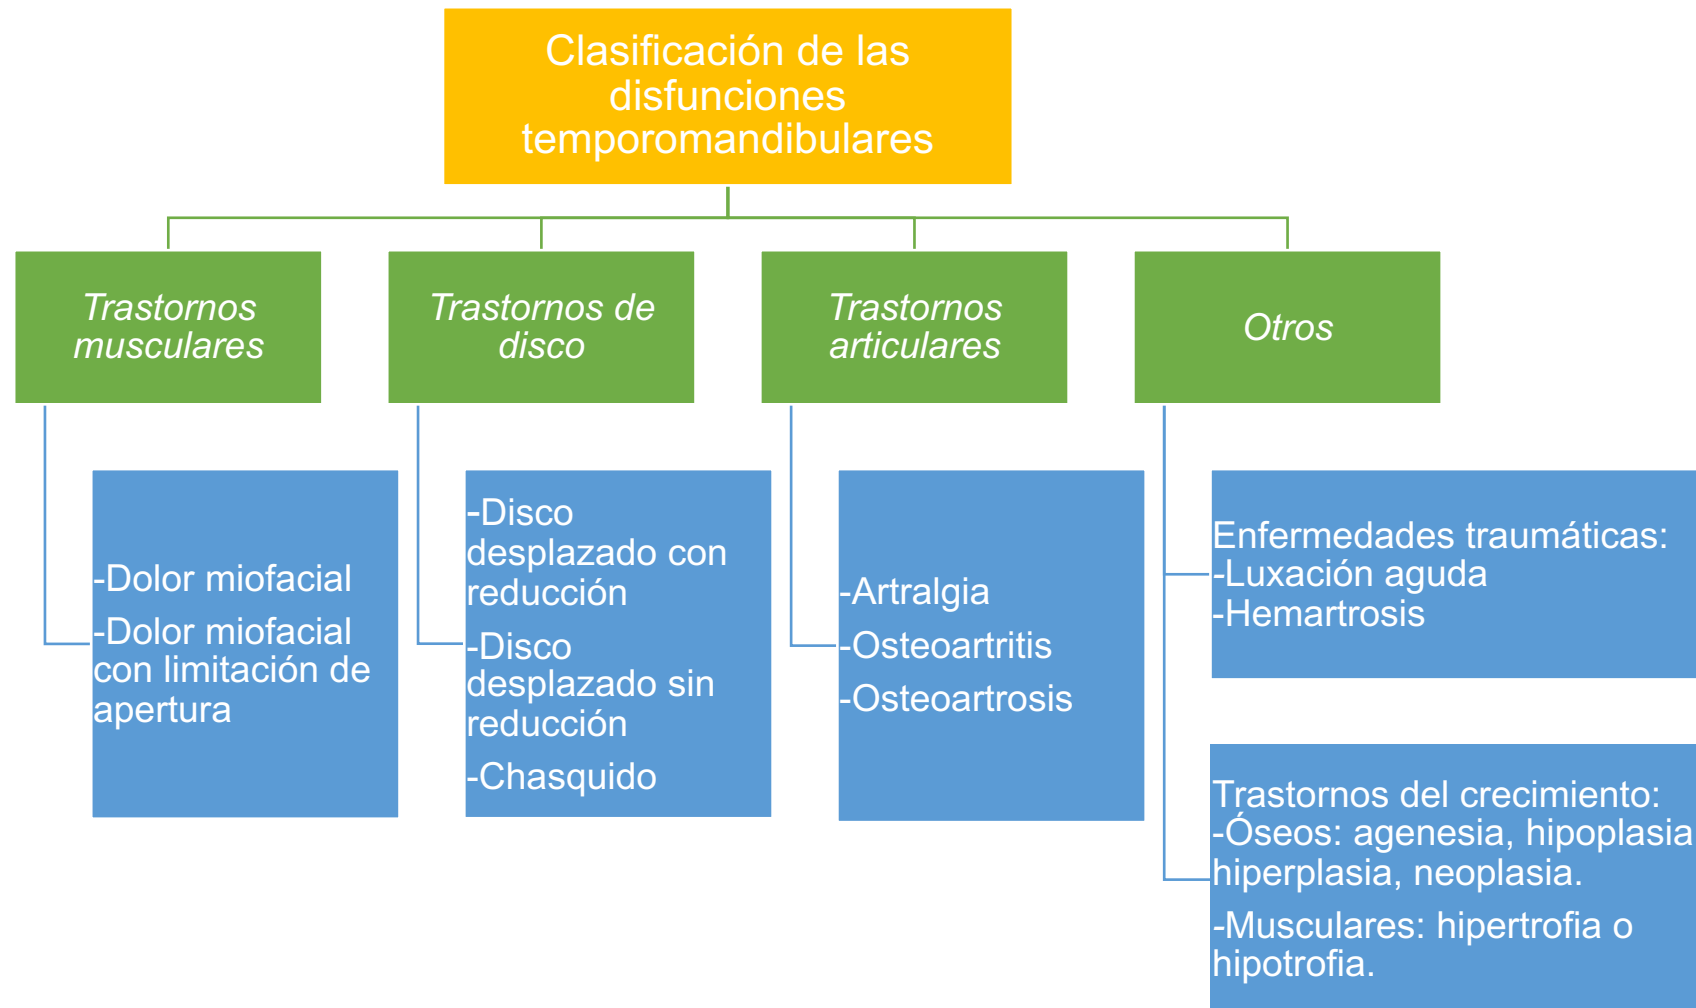 Clasificación de las
disfunciones
temporomandibulares
Trastornos
musculares
Trastornos de
disco
Trastornos
articulares
Otros
-Dolor miofacial
-Dolor miofacial
con limitación de
apertura
-Disco
desplazado con
reducción
-Disco
desplazado sin
reducción
-Chasquido
-Artralgia
-Osteoartritis
-Osteoartrosis
Enfermedades traumáticas:
-Luxación aguda
-Hemartrosis
Trastornos del crecimiento:
-Óseos: agenesia, hipoplasia
hiperplasia, neoplasia.
-Musculares: hipertrofia o
hipotrofia.